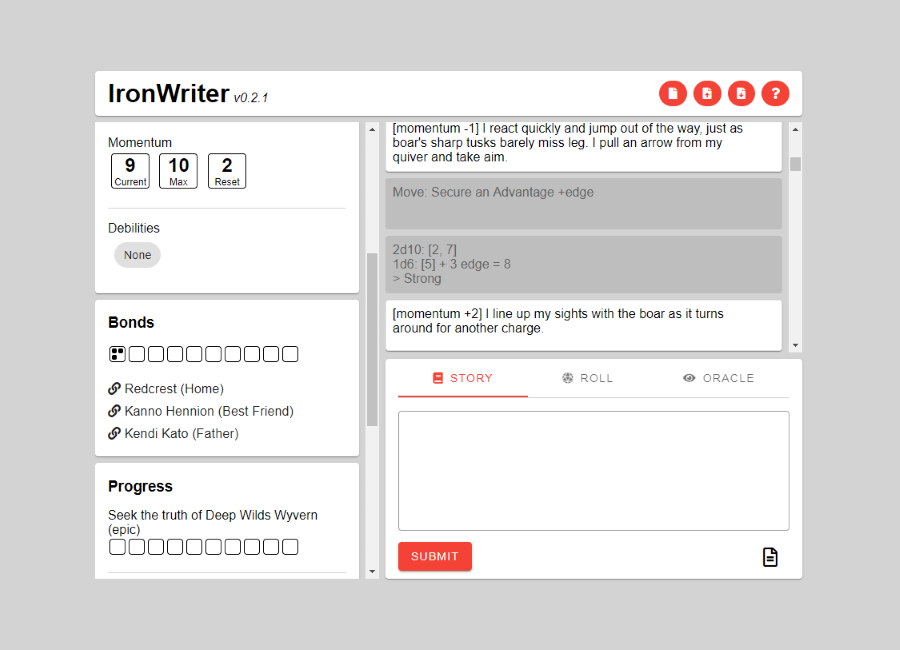 IronWriter v0.2.1
?
Momentum
9 10 2
Current Max Reset
Debilities
None
Bonds
Redcrest (Home)
Kanno Hennion (Best Friend)
Kendi Kato (Father)
Progress
Seek the truth of Deep Wilds Wyvern
(epic)
[momentum -1] I react quickly and jump out of the way, just as
boar's sharp tusks barely miss leg. I pull an arrow from my
quiver and take aim.
Move: Secure an Advantage +edge
2d10: [2, 7]
1d6: [5] + 3 edge = 8
> Strong
[momentum +2] I line up my sights with the boar as it turns
around for another charge.
STORY ROLL ORACLE
SUBMIT